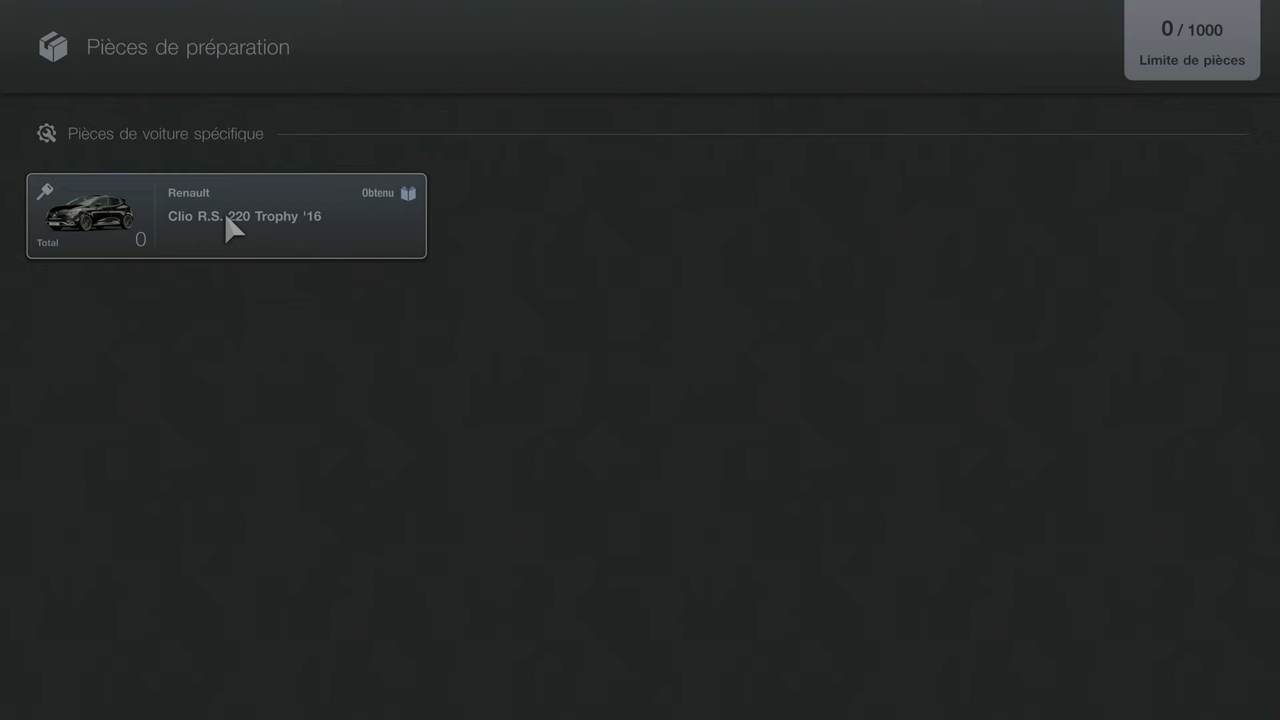 Pièces de préparation
0 / 1000
Limite de pièces
Pièces de voiture spécifique
Renault
Obtenu
Clio R.S. 220 Trophy '16
Total
0